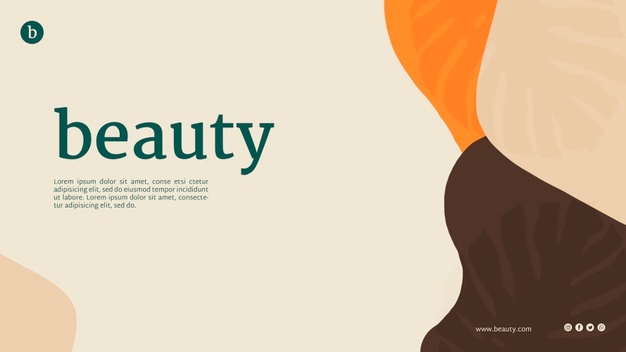 b
beauty
Lorem ipsum dolor sit amet, conse etsi ctetur
adipisicing elit, sed do eiusmod tempor incididunt
ut labore. Lorem ipsum dolor sit amet, consecte-
tur adipisicing elit, sed do.
www.beauty.com